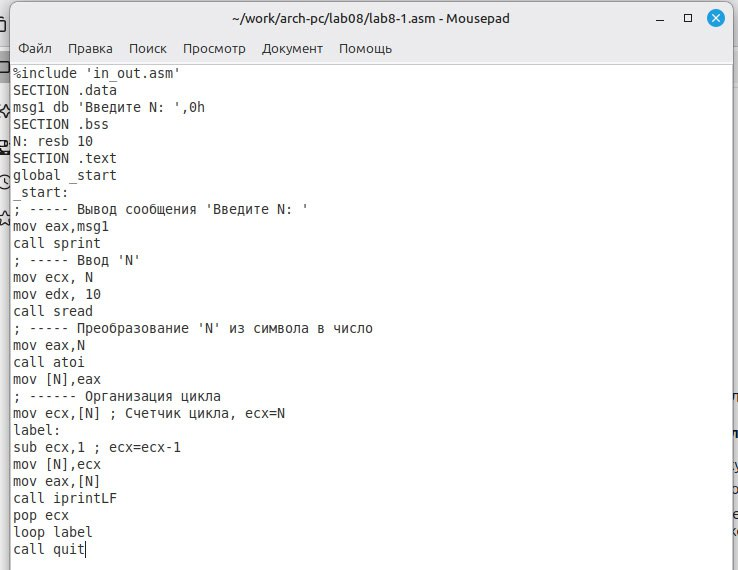 ~/work/arch-pc/lab08/lab8-1.asm - Mousepad
Файл Правка Поиск Просмотр Документ Помощь
%include 'in_out.asm'
SECTION .data
msg1 db 'Введите N: ',0h
SECTION .bss
N: resb 10
SECTION .text
global _start
_start:
; ----- Вывод сообщения 'Введите N: '
mov eax,msg1
call sprint
; ----- Ввод 'N'
mov ecx, N
mov edx, 10
call sread
; ----- Преобразование 'N' из символа в число
mov eax,N
call atoi
mov [N],eax
; ------ Организация цикла
mov ecx,[N] ; Счетчик цикла, ecx=N
label:
sub ecx,1 ; ecx=ecx-1
mov [N],ecx
mov eax,[N]
call iprintLF
pop ecx
loop label
call quit